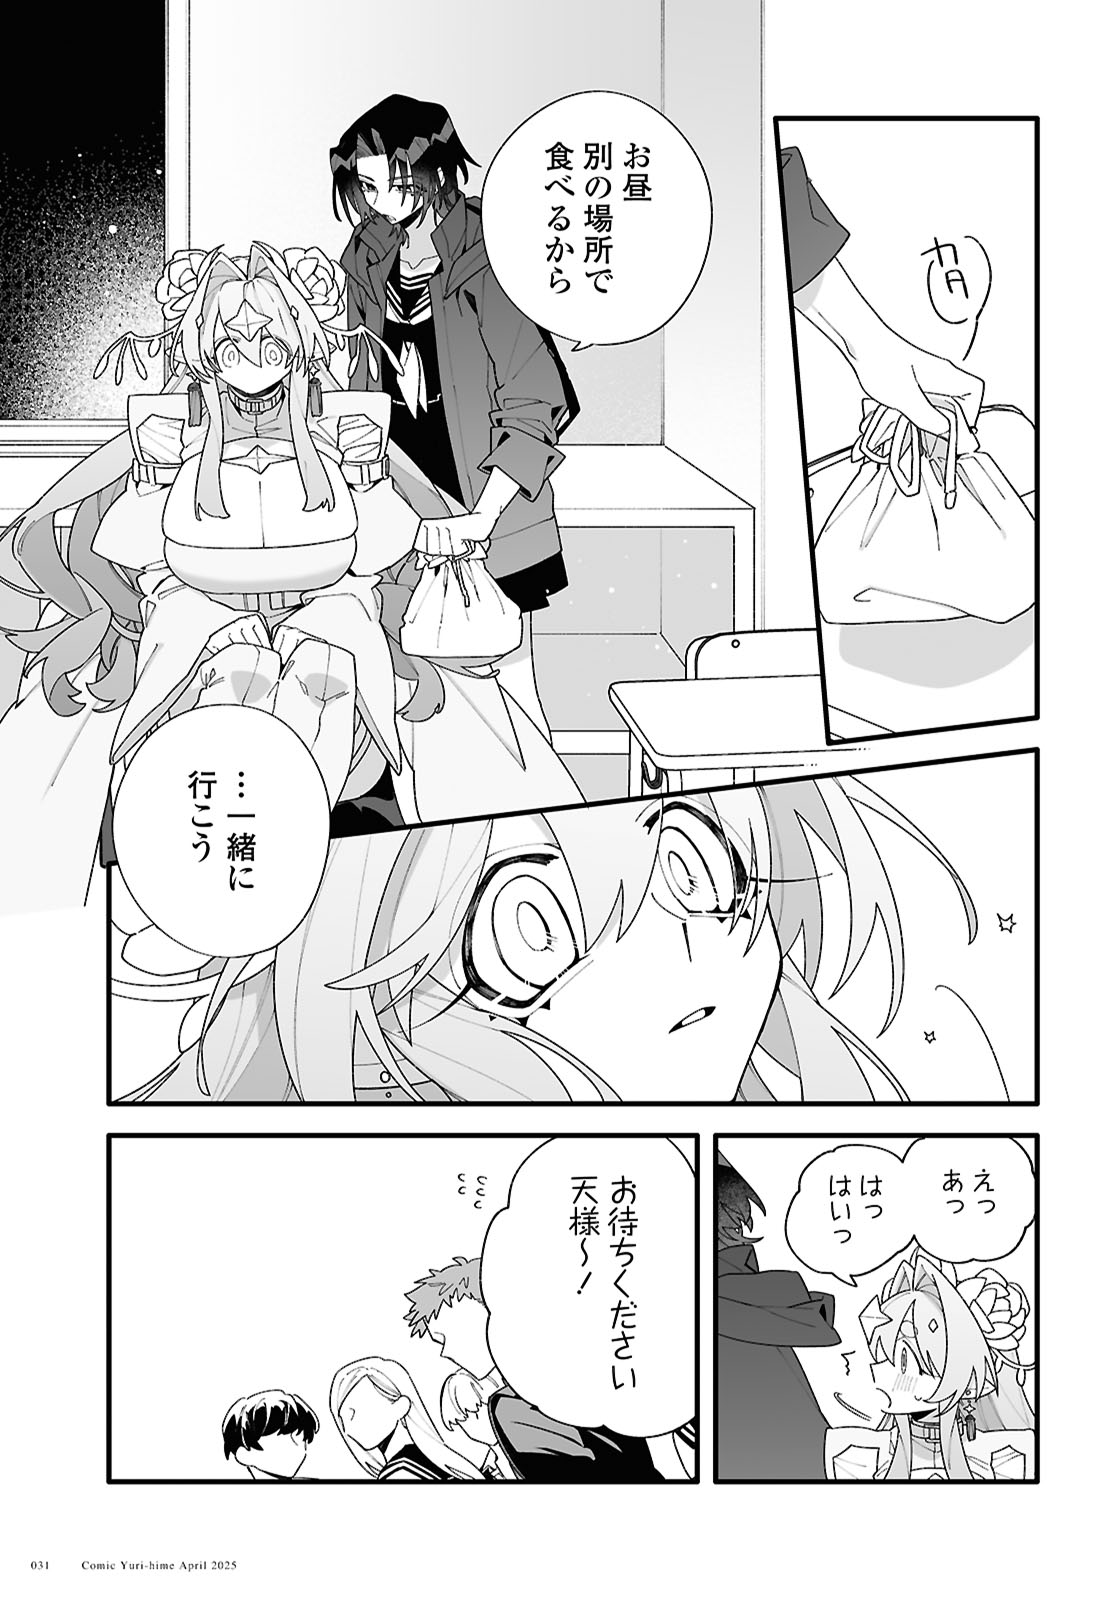 ガタ
お昼
別の場所で
食べるから
…一緒に
行こう
えっ
あっ
はっ
はいっ
お待ちください
天様〜!
031 Comic Yuri-hime April 2025